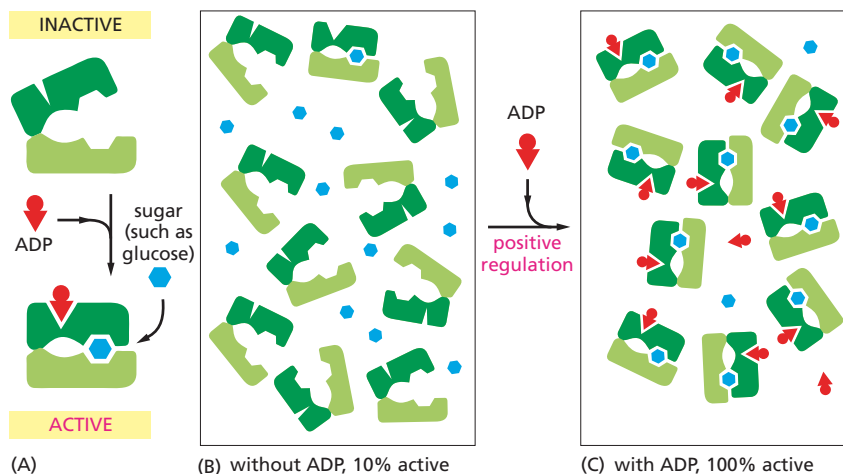 INACTIVE
ADP
sugar
(such as
glucose)
ACTIVE
(A)
(B) without ADP, 10% active
ADP
positive
regulation
(C) with ADP, 100% active